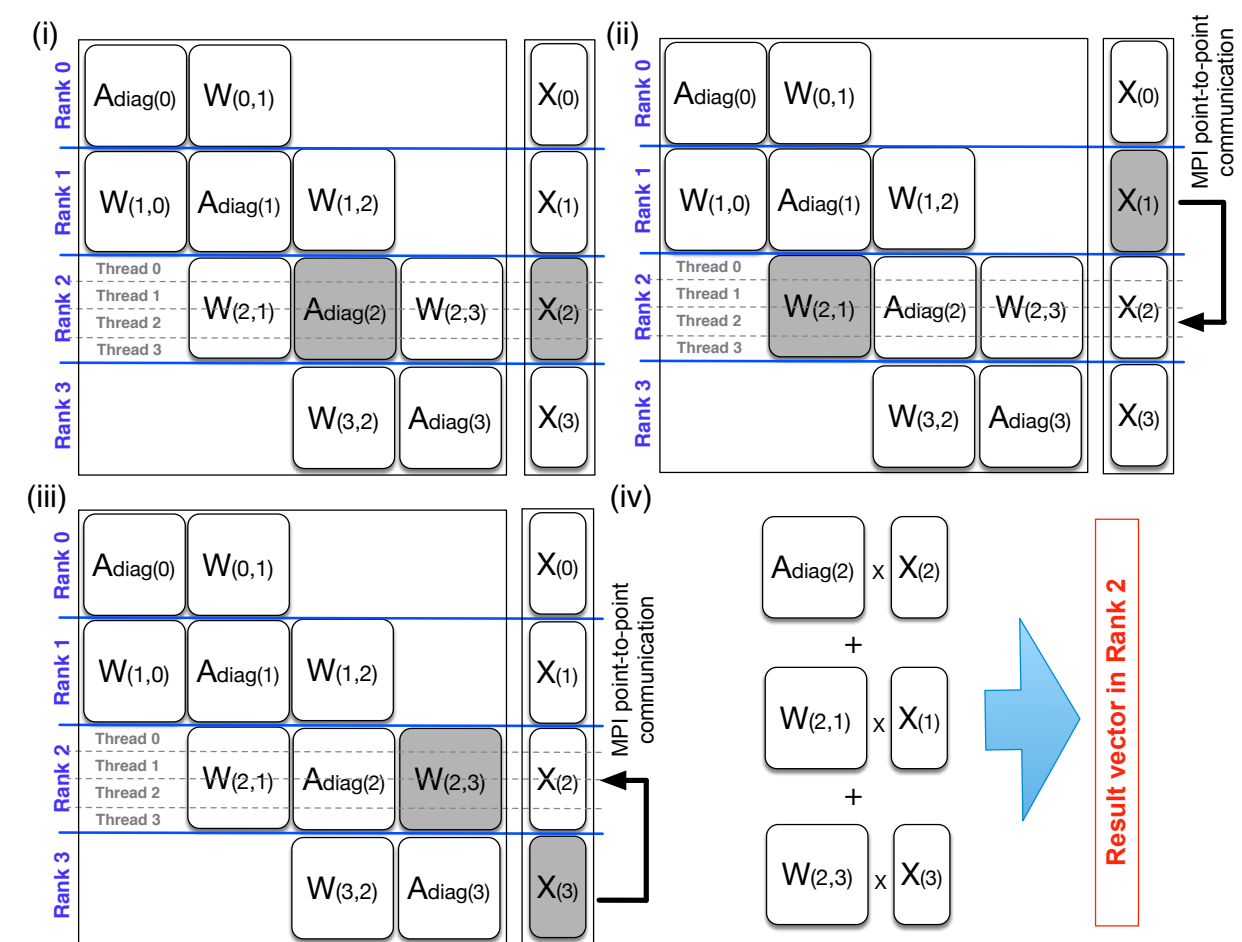 (i)
Rank 0
Adiag(0) W(0,1) X(0)
Rank 1
W(1,0) Adiag(1) W(1,2) X(1)
Rank 2
Thread 0
Thread 1
Thread 2
Thread 3
W(2,1) Adiag(2) W(2,3) X(2)
Rank 3
W(3,2) Adiag(3) X(3)
(ii)
Rank 0
Adiag(0) W(0,1) X(0)
Rank 1
W(1,0) Adiag(1) W(1,2) X(1)
Rank 2
Thread 0
Thread 1
Thread 2
Thread 3
W(2,1) Adiag(2) W(2,3) X(2)
Rank 3
W(3,2) Adiag(3) X(3)
MPI point-to-point
communication
(iii)
Rank 0
Adiag(0) W(0,1) X(0)
Rank 1
W(1,0) Adiag(1) W(1,2) X(1)
Rank 2
Thread 0
Thread 1
Thread 2
Thread 3
W(2,1) Adiag(2) W(2,3) X(2)
Rank 3
W(3,2) Adiag(3) X(3)
MPI point-to-point
communication
(iv)
Adiag(2) x X(2)
+
W(2,1) x X(1)
+
W(2,3) x X(3)
Result vector in Rank 2